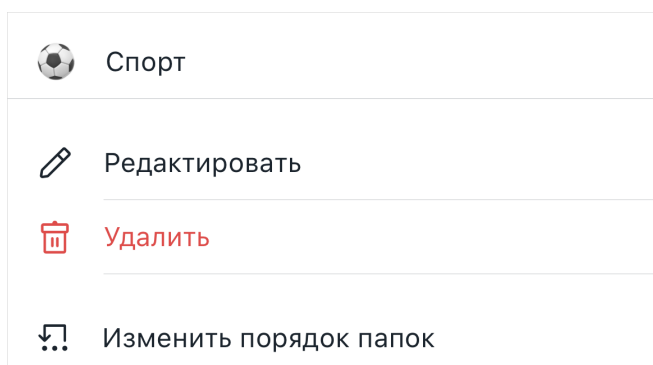 Спорт
Редактировать
Удалить
Изменить порядок папок